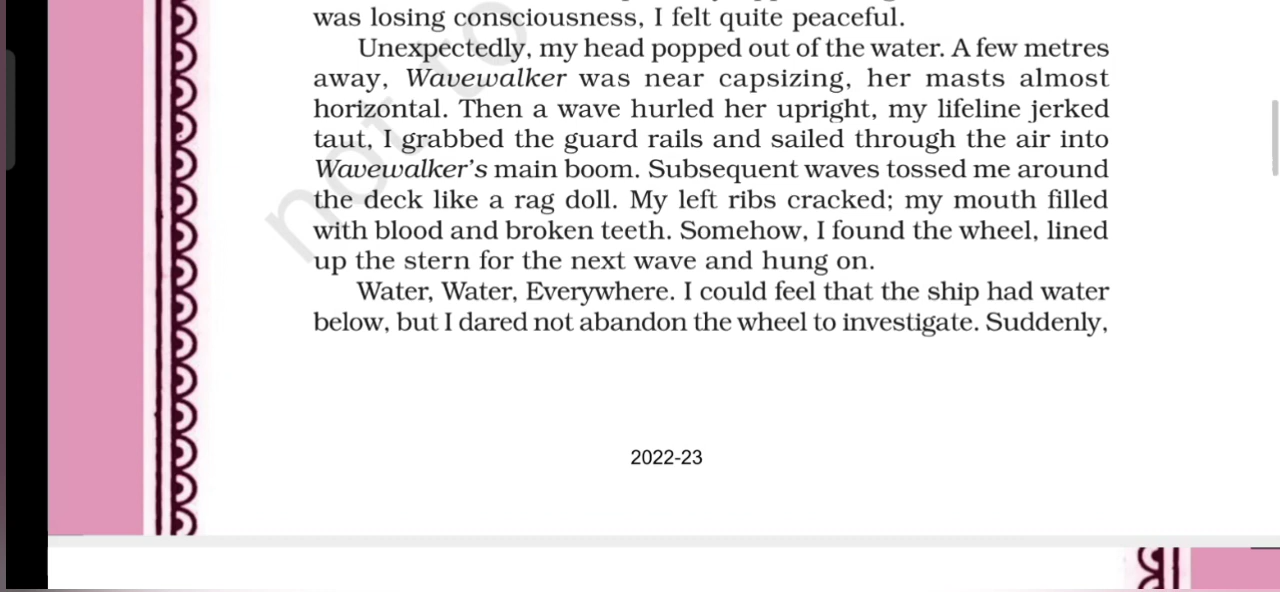 was losing consciousness, I felt quite peaceful.
Unexpectedly, my head popped out of the water. A few metres
away, Wavewalker was near capsizing, her masts almost
horizontal. Then a wave hurled her upright, my lifeline jerked
taut, I grabbed the guard rails and sailed through the air into
Wavewalker's main boom. Subsequent waves tossed me around
the deck like a rag doll. My left ribs cracked; my mouth filled
with blood and broken teeth. Somehow, I found the wheel, lined
up the stern for the next wave and hung on.
Water, Water, Everywhere. I could feel that the ship had water
below, but I dared not abandon the wheel to investigate. Suddenly,
not to
2022-23